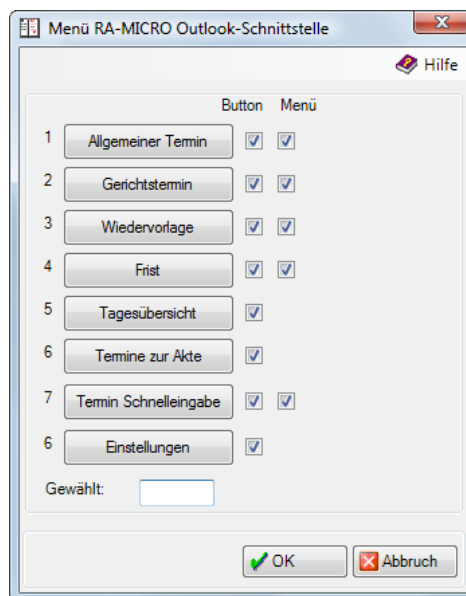 Menü RA-MICRO Outlook-Schnittstelle
Hilfe
Button Menü
1 Allgemeiner Termin
2 Gerichtstermin
3 Wiedervorlage
4 Frist
5 Tagesübersicht
6 Termine zur Akte
7 Termin Schnelleingabe
6 Einstellungen
Gewählt:
OK Abbruch